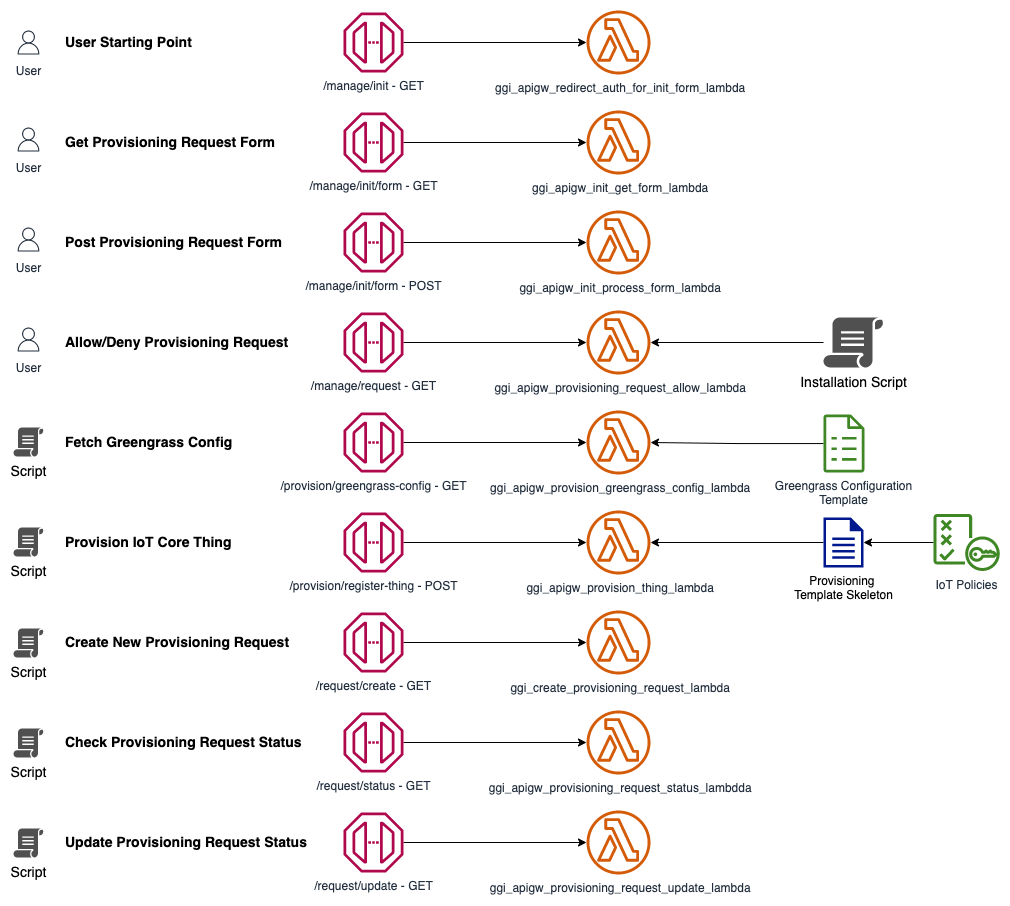 User Starting Point
User
/manage/init - GET
ggi_apigw_redirect_auth_for_init_form_lambda
Get Provisioning Request Form
User
/manage/init/form - GET
ggi_apigw_init_get_form_lambda
Post Provisioning Request Form
User
/manage/init/form - POST
ggi_apigw_init_process_form_lambda
Allow/Deny Provisioning Request
User
/manage/request - GET
ggi_apigw_provisioning_request_allow_lambda
Installation Script
Fetch Greengrass Config
Script
/provision/greengrass-config - GET
ggi_apigw_provision_greengrass_config_lambda
Greengrass Configuration
Template
Provision IoT Core Thing
Script
/provision/register-thing - POST
ggi_apigw_provision_thing_lambda
Provisioning
Template Skeleton
IoT Policies
Create New Provisioning Request
Script
/request/create - GET
ggi_create_provisioning_request_lambda
Check Provisioning Request Status
Script
/request/status - GET
ggi_apigw_provisioning_request_status_lambdda
Update Provisioning Request Status
Script
/request/update - GET
ggi_apigw_provisioning_request_update_lambda